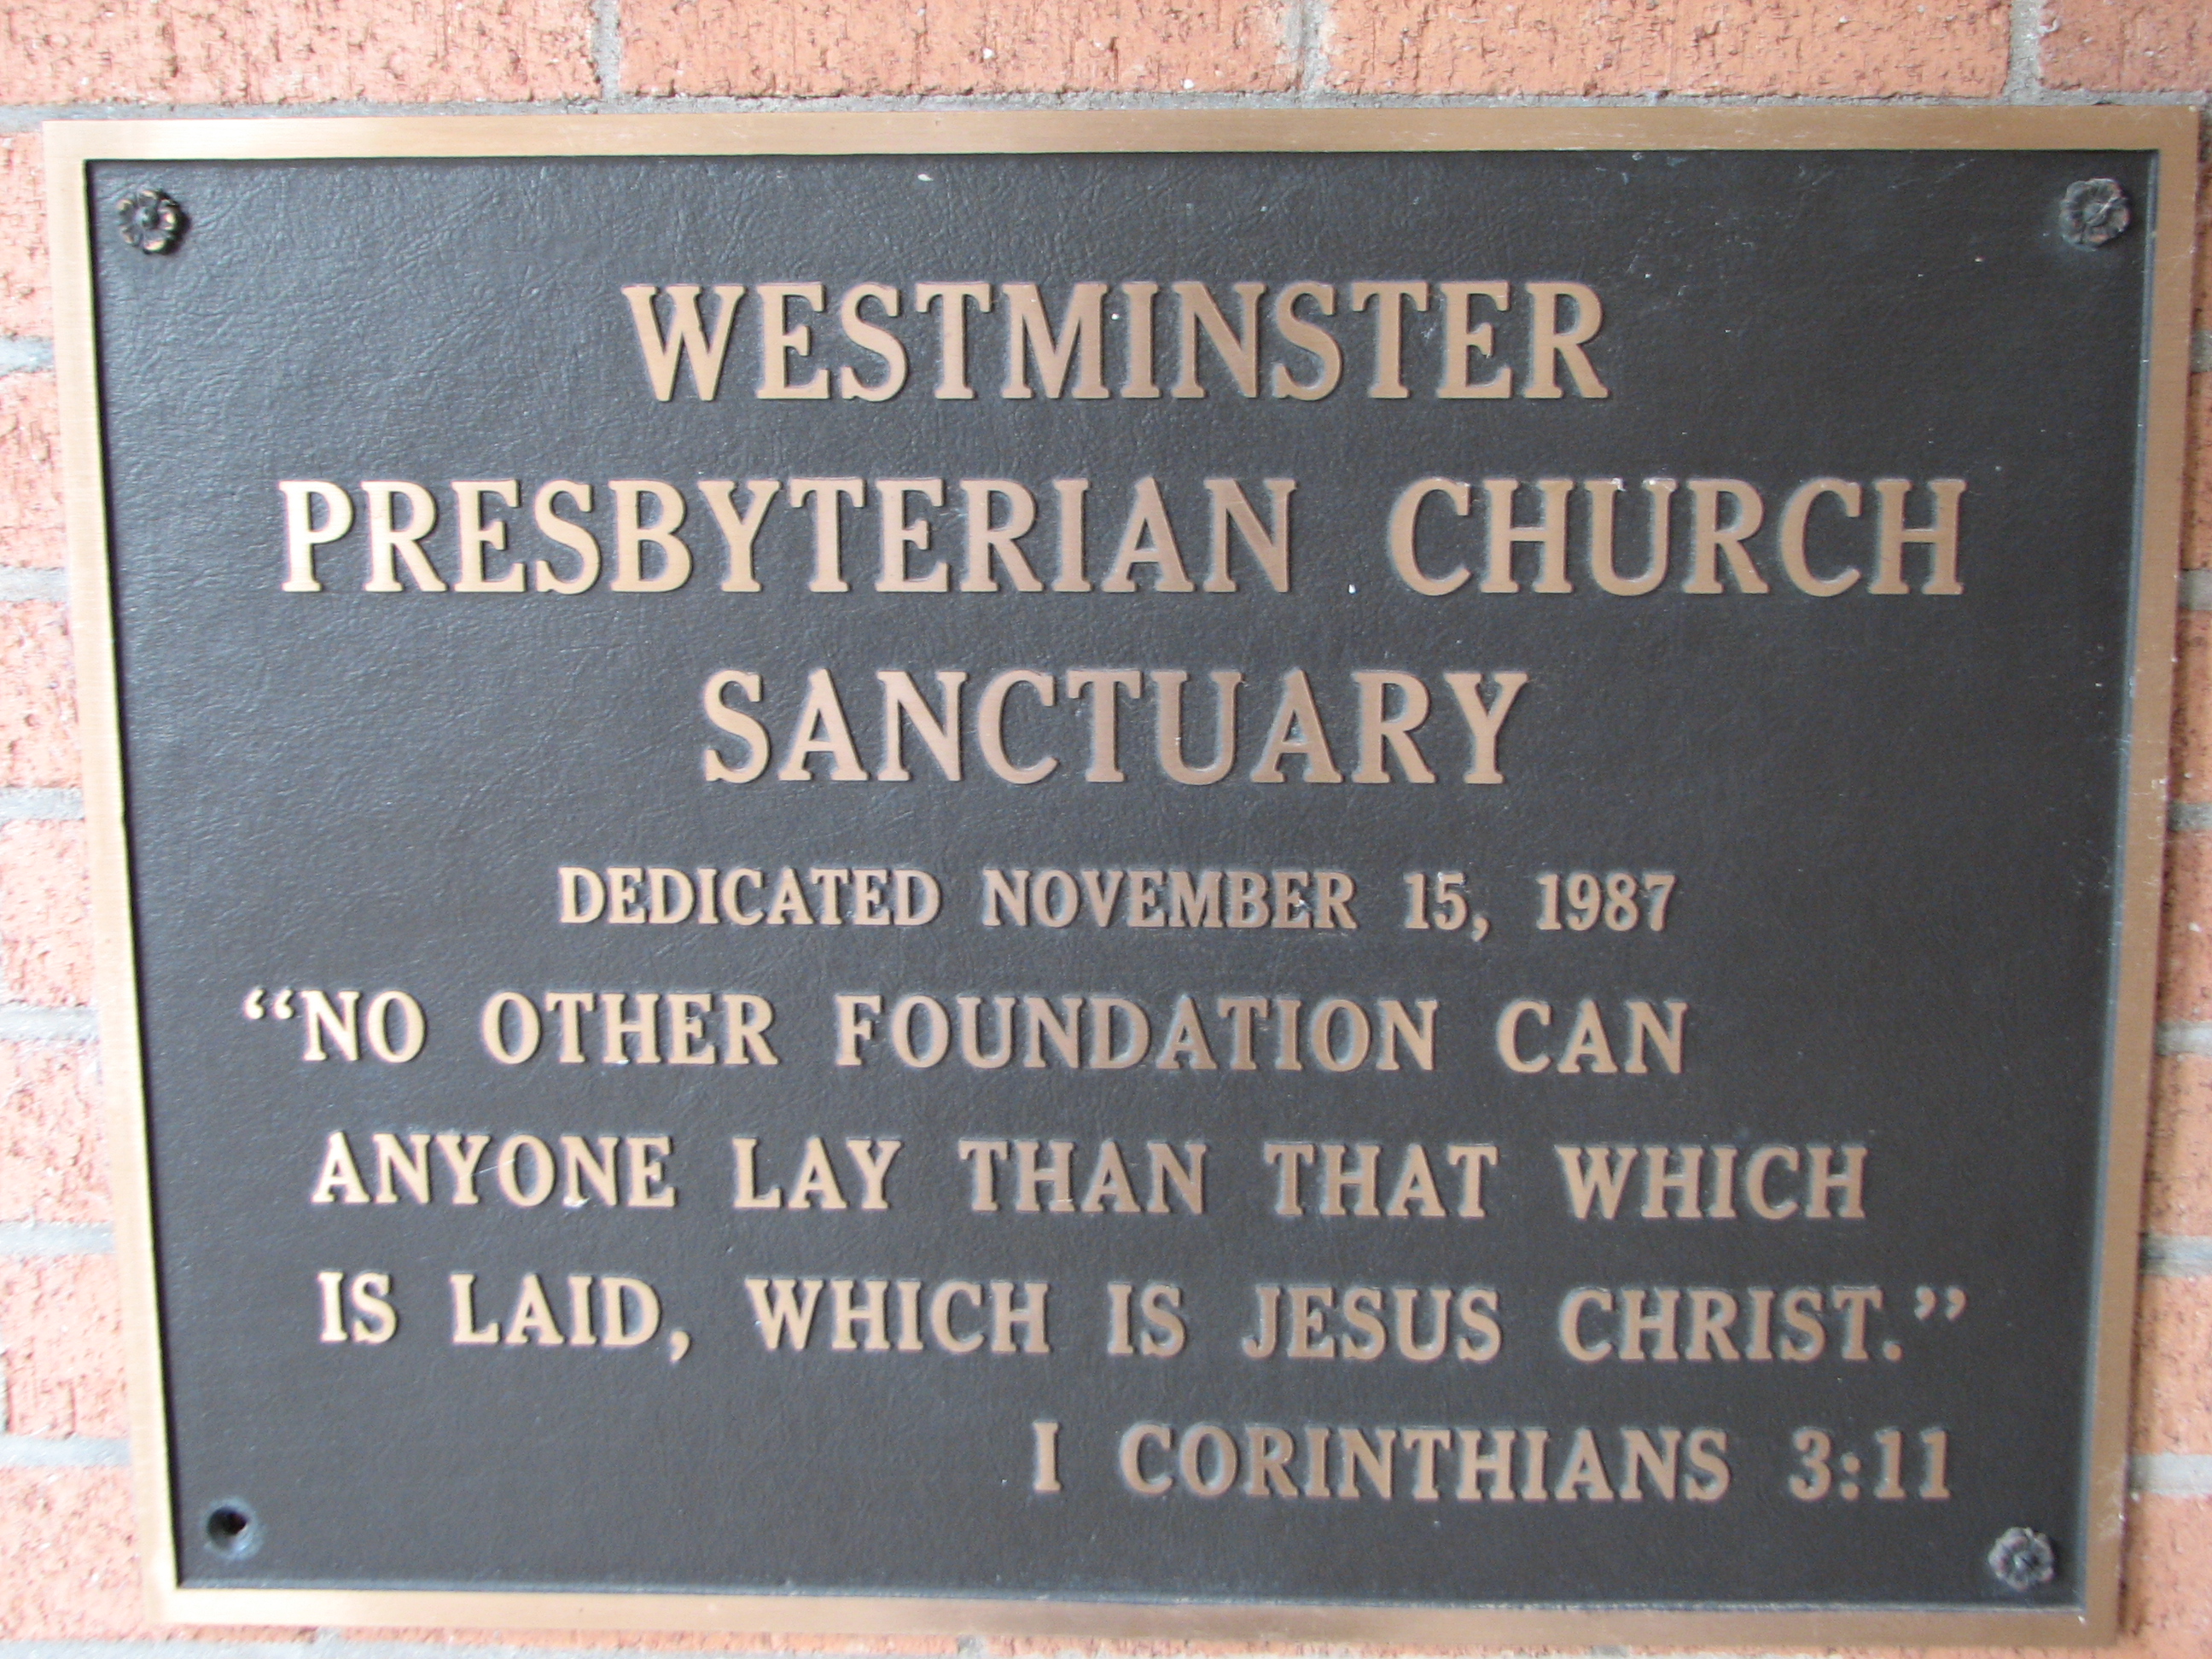 WESTMINSTER
PRESBYTERIAN CHURCH
SANCTUARY
DEDICATED NOVEMBER 15, 1987
“NO OTHER FOUNDATION CAN
ANYONE LAY THAN THAT WHICH
IS LAID, WHICH IS JESUS CHRIST.”
I CORINTHIANS 3:11